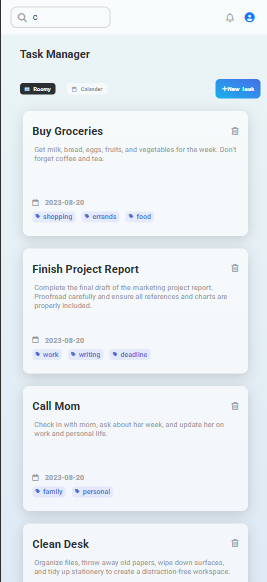 c
Task Manager
Roomy
Calander
+New Task
Buy Groceries
Get milk, bread, eggs, fruits, and vegetables for the week. Don't
forget coffee and tea.
2023-08-20
shopping errands food
Finish Project Report
Complete the final draft of the marketing project report.
Proofread carefully and ensure all references and charts are
properly included.
2023-08-20
work writing deadline
Call Mom
Check in with mom, ask about her week, and update her on
work and personal life.
2023-08-20
family personal
Clean Desk
Organize files, throw away old papers, wipe down surfaces,
and tidy up stationery to create a distraction-free workspace.